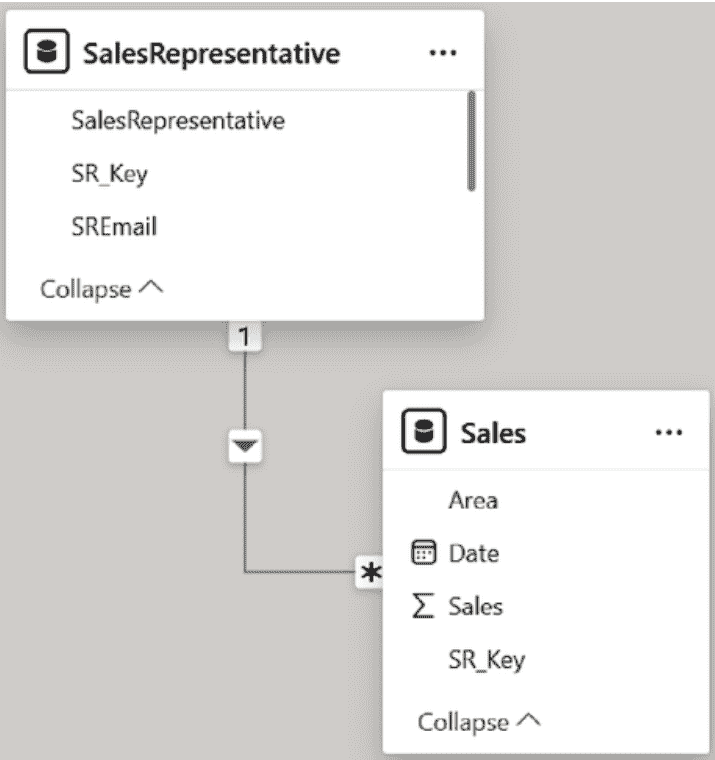 SalesRepresentative ...
SalesRepresentative
SR_Key
SREmail
Collapse
1
*
Sales ...
Area
Date
Σ Sales
SR_Key
Collapse